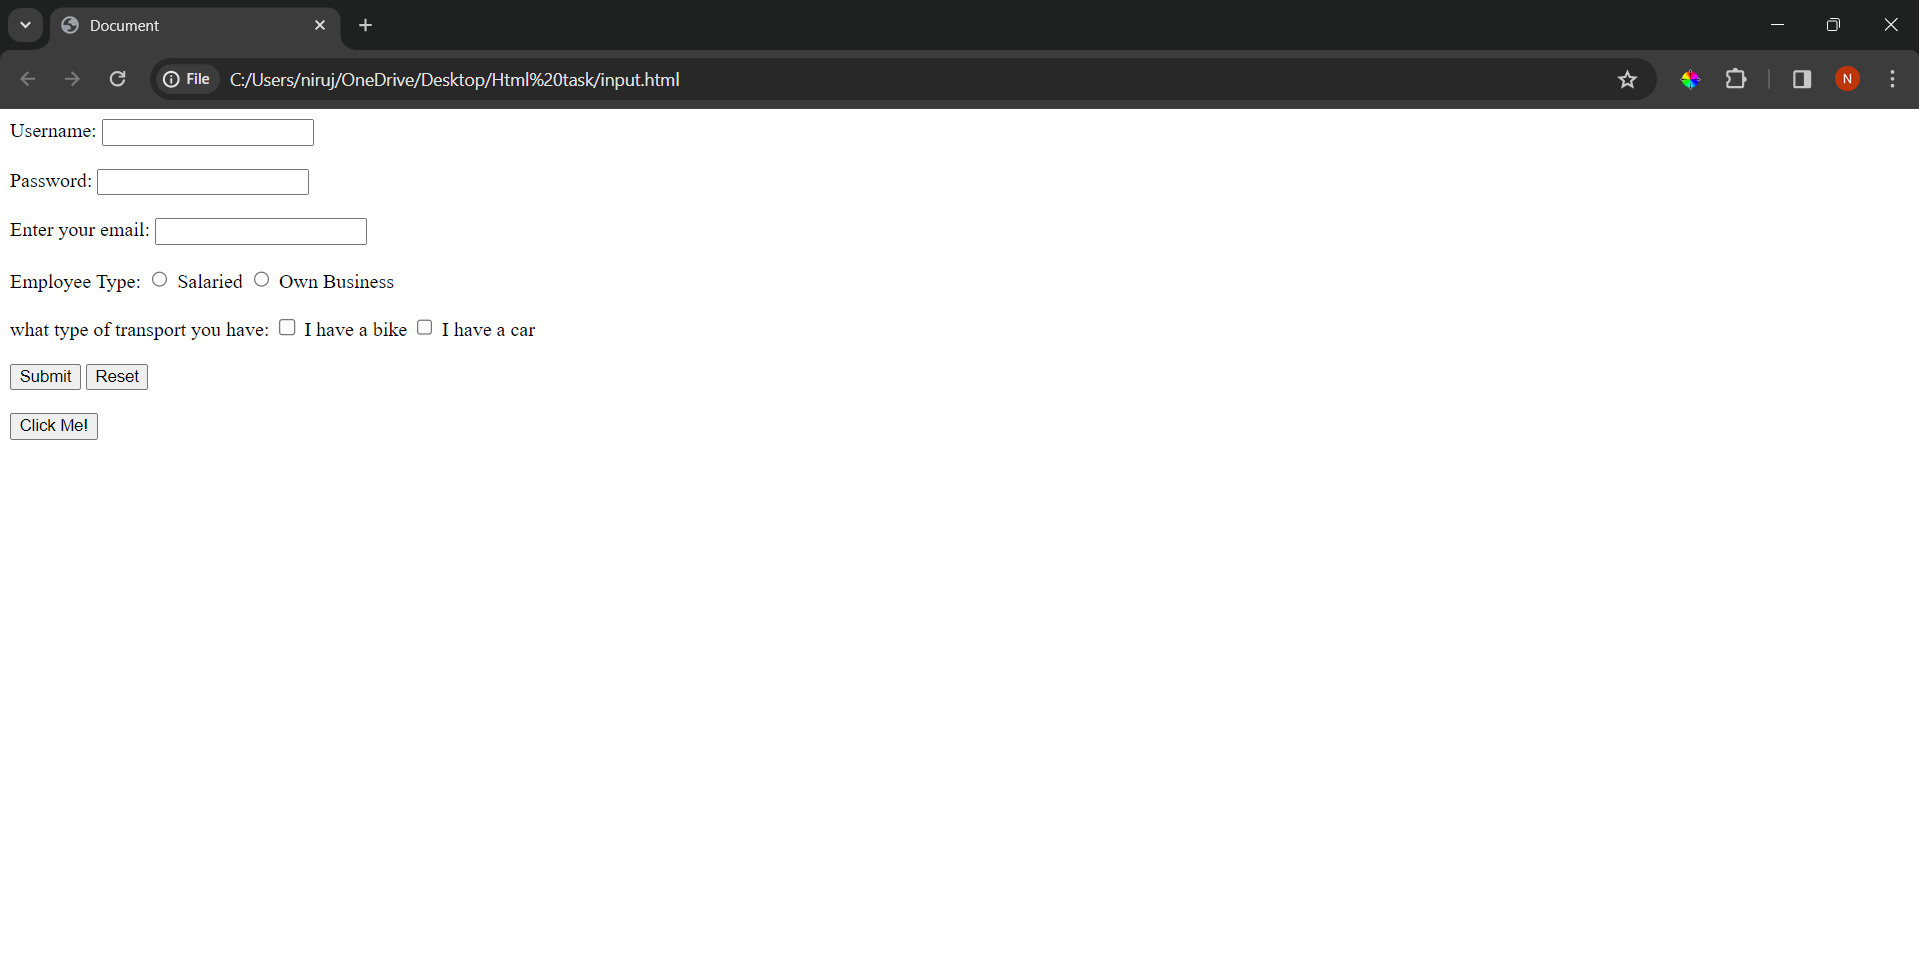 Document
File C:/Users/niruj/OneDrive/Desktop/Html%20task/input.html N
Username:
Password:
Enter your email:
Employee Type: Salaried Own Business
what type of transport you have: I have a bike I have a car
Submit Reset
Click Me!